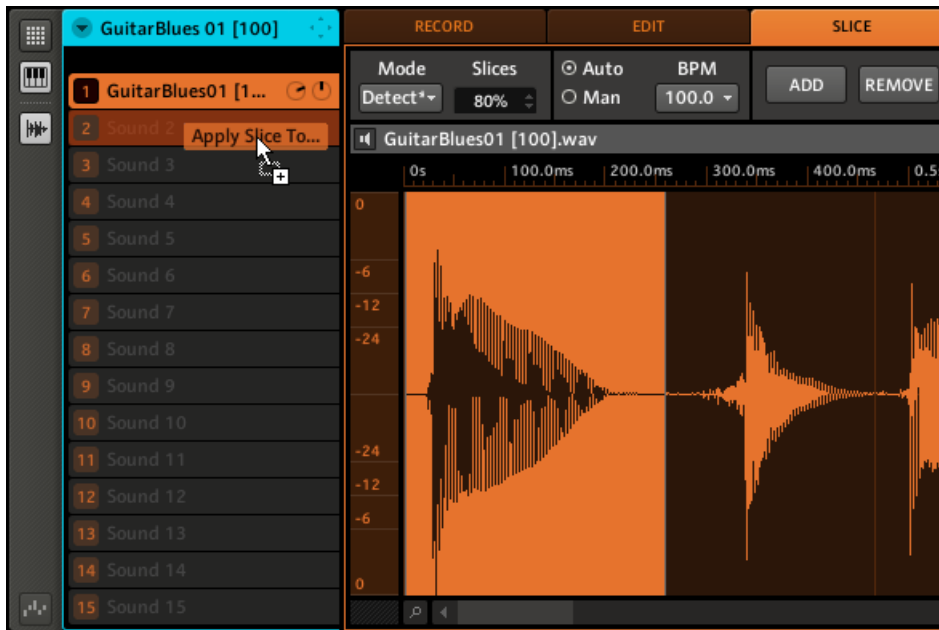 GuitarBlues 01 [100]
RECORD
EDIT
SLICE
1 GuitarBlues01 [1...
Mode
Slices
Auto
BPM
Detect*
80%
Man
100.0
ADD
REMOVE
2 Sound 2
Apply Slice To...
GuitarBlues01 [100].wav
3 Sound 3
4 Sound 4
5 Sound 5
6 Sound 6
7 Sound 7
8 Sound 8
9 Sound 9
10 Sound 10
11 Sound 11
12 Sound 12
13 Sound 13
14 Sound 14
15 Sound 15
0s 100.0ms 200.0ms 300.0ms 400.0ms 0.5
0
-6
-12
-24
-24
-12
-6
0